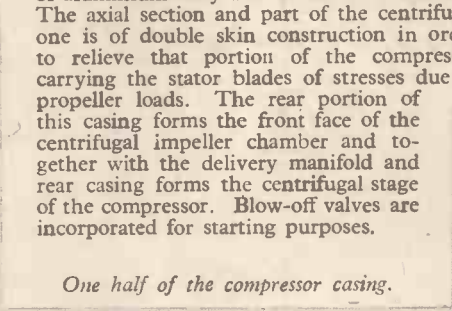 The axial section and part of the centrifu
one is of double skin construction in ord
to relieve that portion of the compres
carrying the stator blades of stresses due
propeller loads. The rear portion of
this casing forms the front face of the
centrifugal impeller chamber and to-
gether with the delivery manifold and
rear casing forms the centrifugal stage
of the compressor. Blow-off valves are
incorporated for starting purposes.
One half of the compressor casing.